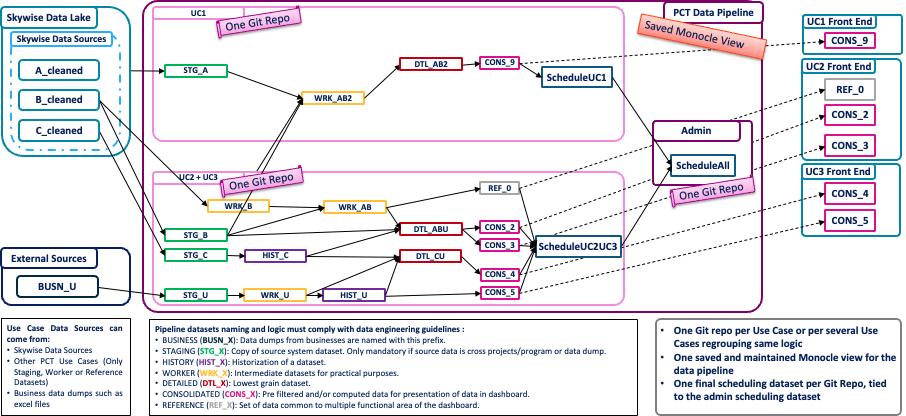 Skywise Data Lake
Skywise Data Sources
A_cleaned
B_cleaned
C_cleaned
External Sources
BUSN_U
PCT Data Pipeline
UC1
One Git Repo
Saved Monocle View
STG_A
WRK_AB2
DTL_AB2
CONS_9
ScheduleUC1
UC2 + UC3
One Git Repo
WRK_B
WRK_AB
REF_0
STG_B
DTL_ABU
CONS_2
CONS_3
STG_C
HIST_C
DTL_CU
CONS_4
STG_U
WRK_U
HIST_U
CONS_5
ScheduleUC2UC3
Admin
ScheduleAll
One Git Repo
UC1 Front End
CONS_9
UC2 Front End
REF_0
CONS_2
CONS_3
UC3 Front End
CONS_4
CONS_5
Use Case Data Sources can
come from:
• Skywise Data Sources
• Other PCT Use Cases (Only
Staging, Worker or Reference
Datasets)
• Business data dumps such as
excel files
Pipeline datasets naming and logic must comply with data engineering guidelines :
• BUSINESS (BUSN_X): Data dumps from businesses are named with this prefix.
• STAGING (STG_X): Copy of source system dataset. Only mandatory if source data is cross projects/program or data dump.
• HISTORY (HIST_X): Historization of a dataset.
• WORKER (WRK_X): Intermediate datasets for practical purposes.
• DETAILED (DTL_X): Lowest grain dataset.
• CONSOLIDATED (CONS_X): Pre filtered and/or computed data for presentation of data in dashboard.
• REFERENCE (REF_X): Set of data common to multiple functional area of the dashboard.
• One Git repo per Use Case or per several Use
Cases regrouping same logic
• One saved and maintained Monocle view for the
data pipeline
• One final scheduling dataset per Git Repo, tied
to the admin scheduling dataset